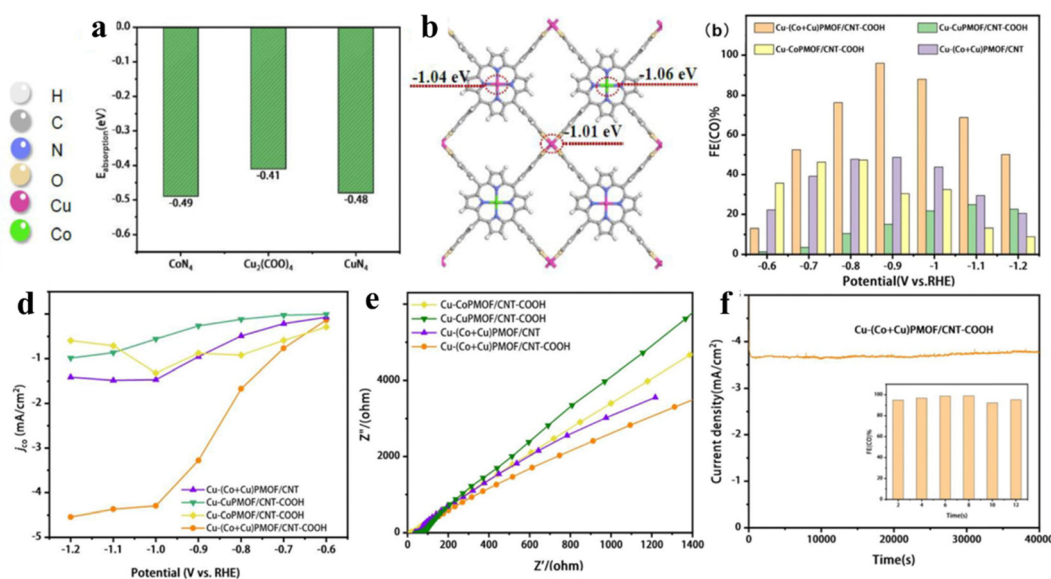 H
C
N
O
Cu
Co
a
0.0
-0.1
-0.2
-0.3
-0.4
-0.5
-0.6
Eabsorption(eV)
-0.49
-0.41
-0.48
CoN4
Cu2(COO)4
CuN4
b
-1.04 eV
-1.06 eV
-1.01 eV
(b)
Cu-(Co+Cu)PMOF/CNT-COOH
Cu-CuPMOF/CNT-COOH
Cu-CoPMOF/CNT-COOH
Cu-(Co+Cu)PMOF/CNT
100
80
60
40
20
0
FE(CO)%
-0.6 -0.7 -0.8 -0.9 -1 -1.1 -1.2
Potential(V vs.RHE)
d
0
-1
-2
-3
-4
-5
jco (mA/cm2)
Cu-(Co+Cu)PMOF/CNT
Cu-CuPMOF/CNT-COOH
Cu-CoPMOF/CNT-COOH
Cu-(Co+Cu)PMOF/CNT-COOH
-1.2 -1.1 -1.0 -0.9 -0.8 -0.7 -0.6
Potential (V vs. RHE)
e
Cu-CoPMOF/CNT-COOH
Cu-CuPMOF/CNT-COOH
Cu-(Co+Cu)PMOF/CNT
Cu-(Co+Cu)PMOF/CNT-COOH
4000
2000
0
Z''/(ohm)
0 200 400 600 800 1000 1200 1400
Z'/(ohm)
f
Cu-(Co+Cu)PMOF/CNT-COOH
-4
-3
-2
-1
0
Current density(mA/cm2)
100
80
60
40
20
0
FE(CO)%
2 4 6 8 10 12
Time(s)
0 10000 20000 30000 40000
Time(s)